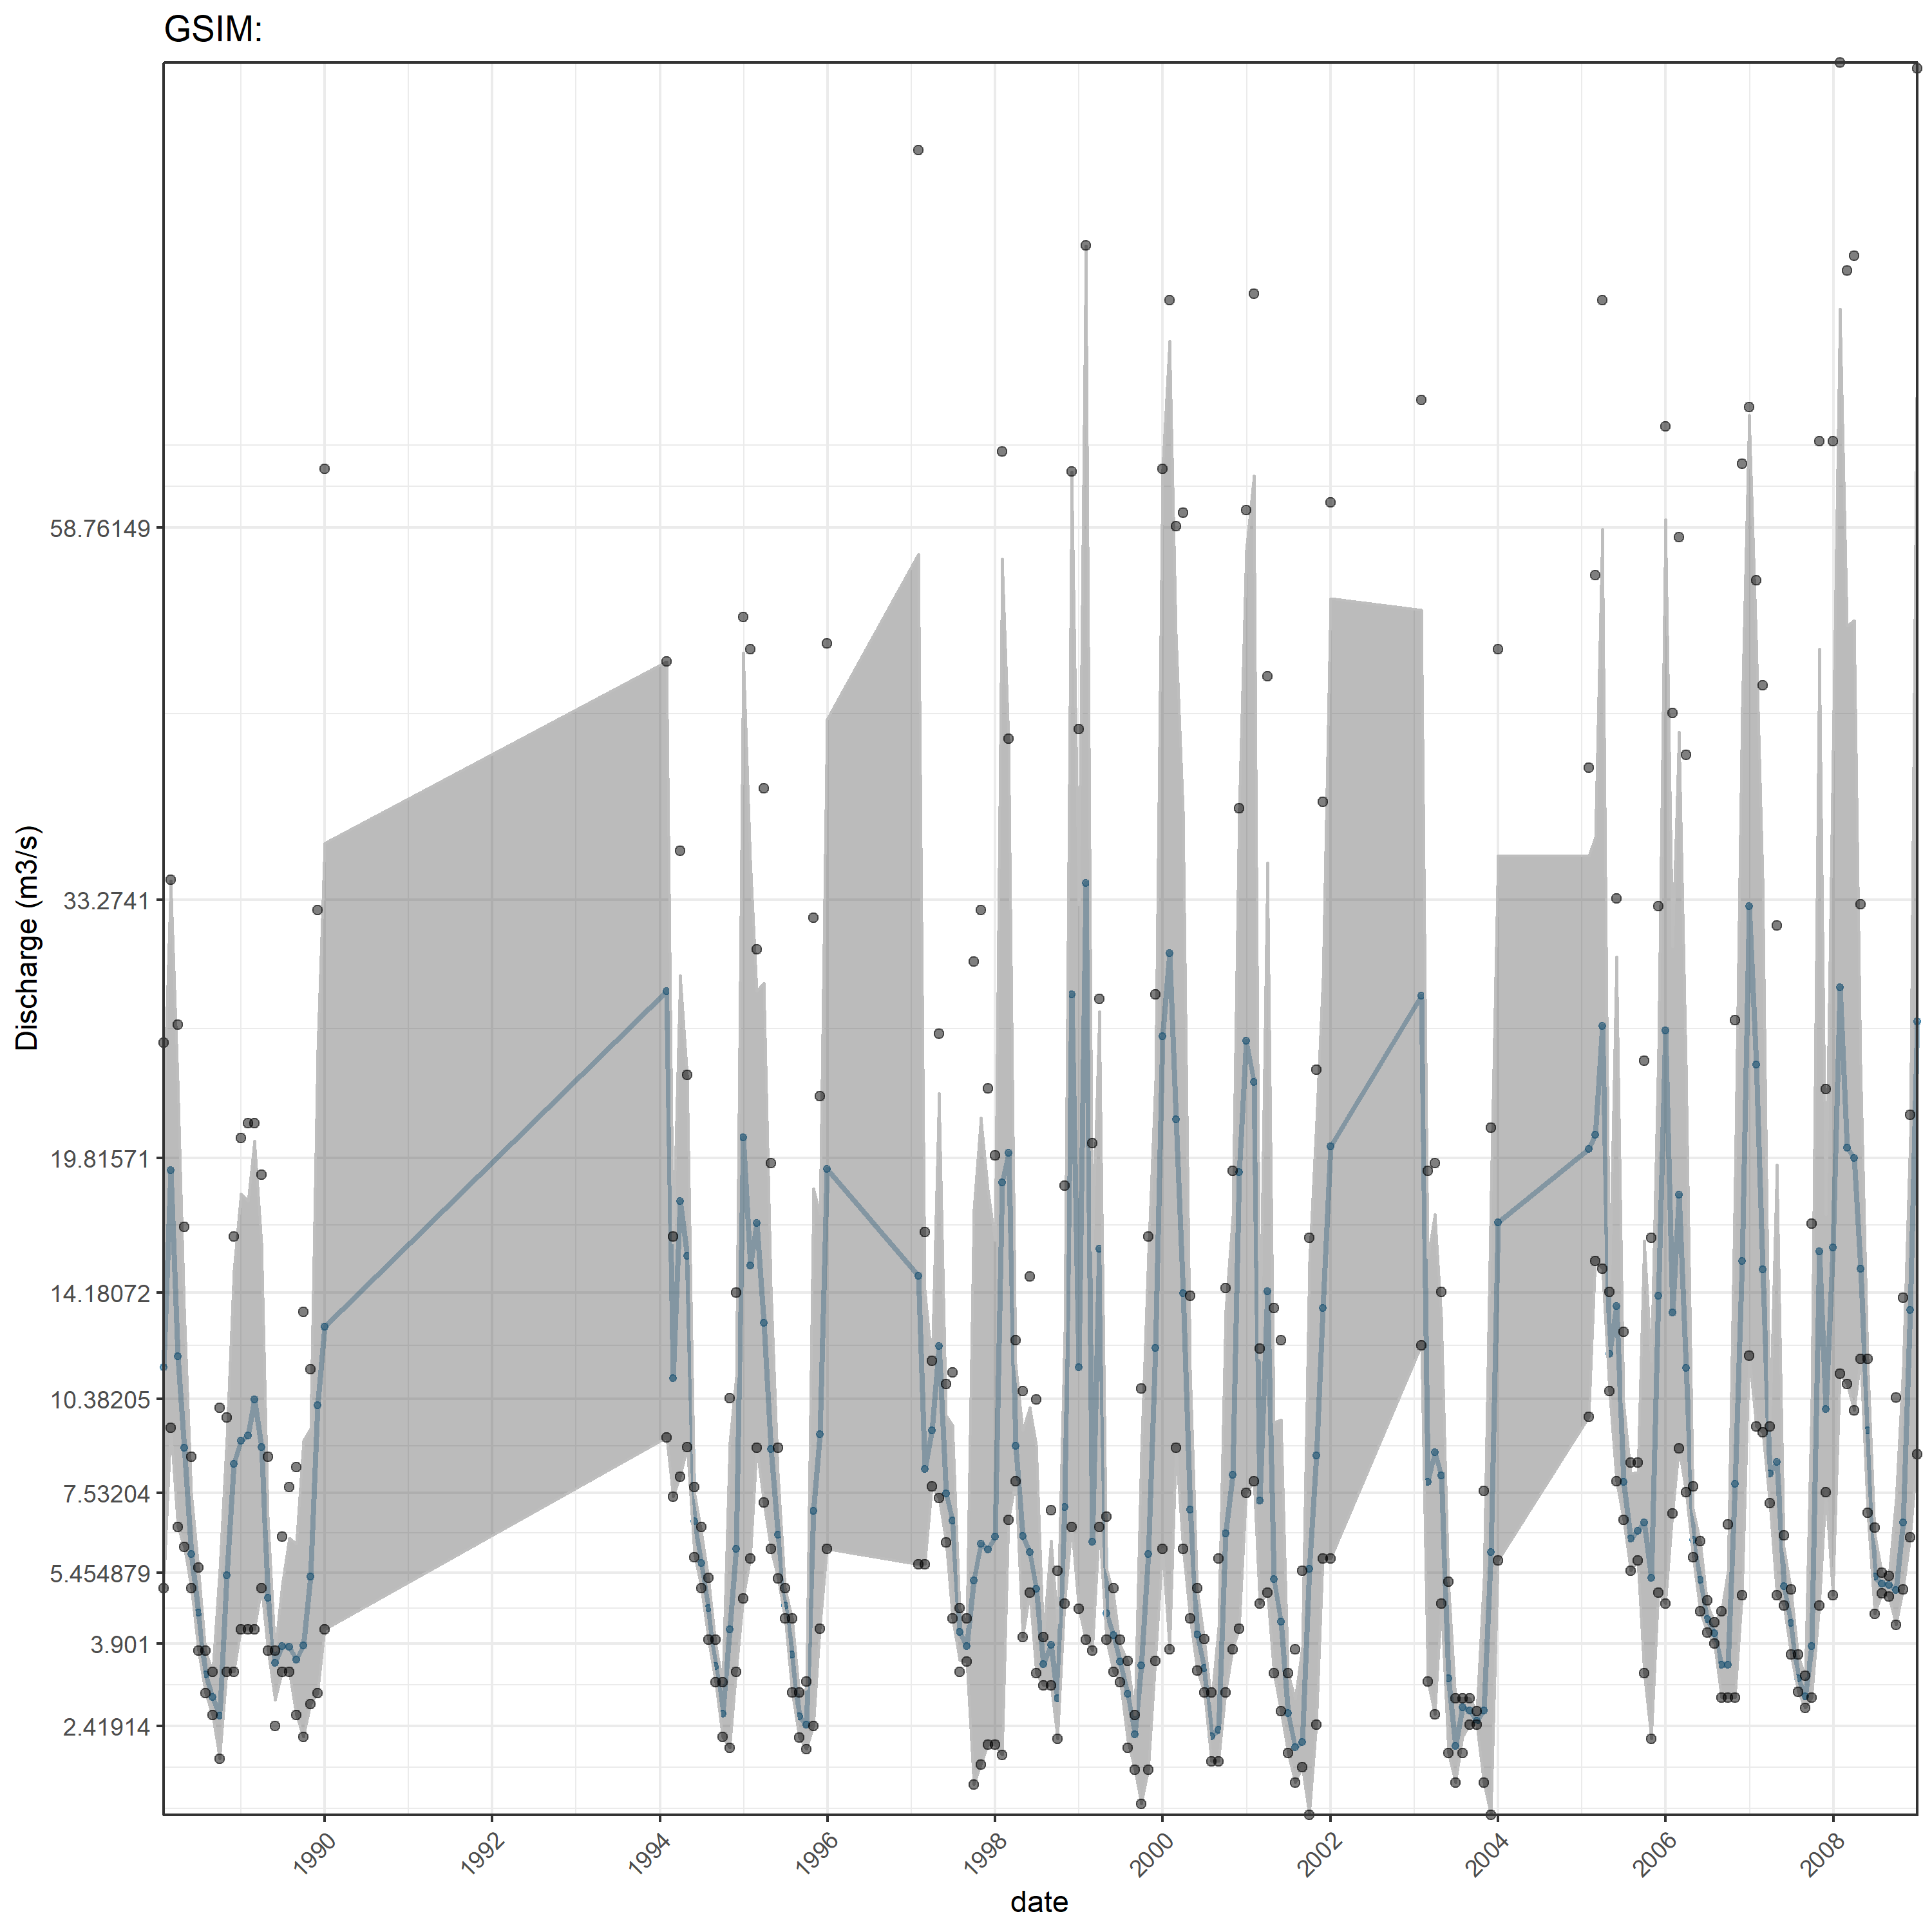 GSIM:
Discharge (m3/s)
58.76149
33.2741
19.81571
14.18072
10.38205
7.53204
5.454879
3.901
2.41914
1990 1992 1994 1996 1998 2000 2002 2004 2006 2008
date